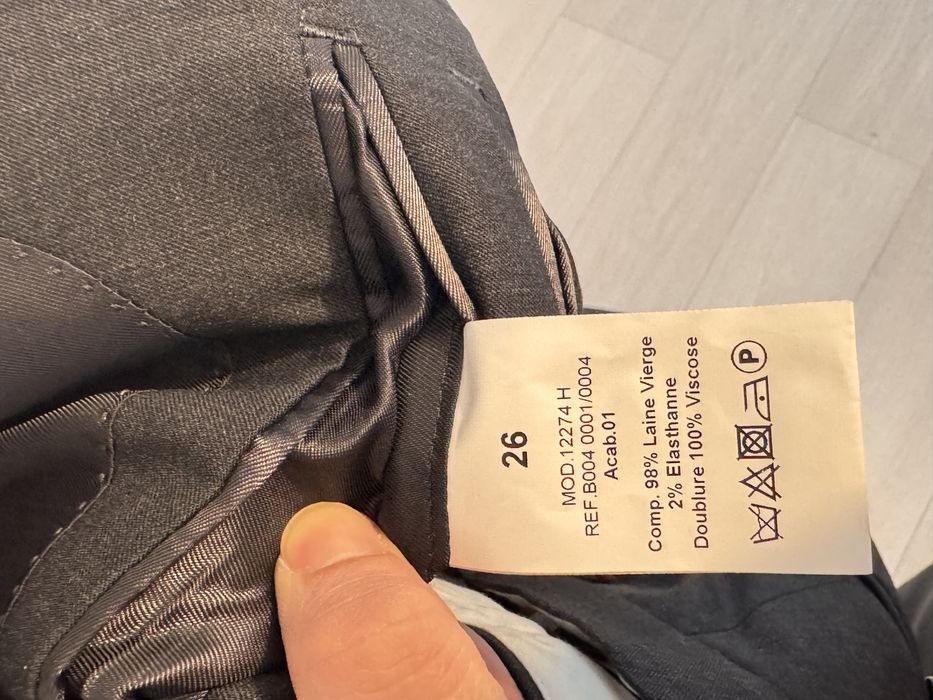 26
MOD.12274 H
REF.B004 0001/0004
Acab.01
Comp. 98% Laine Vierge
2% Elasthanne
Doublure 100% Viscose
P